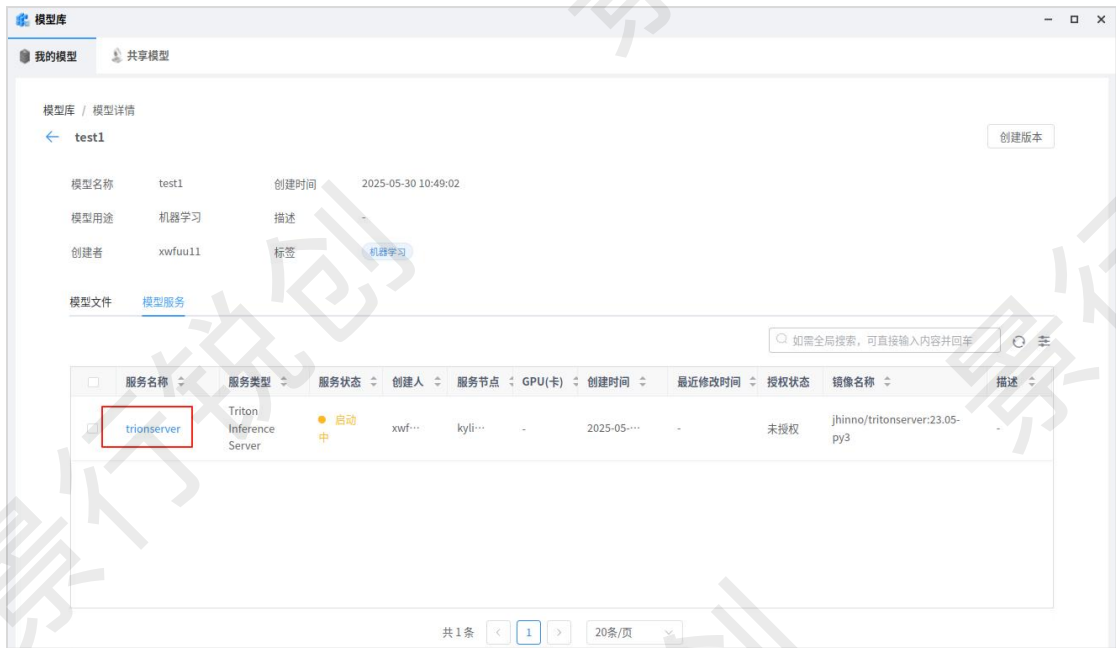 模型库
我的模型 共享模型
模型库 / 模型详情
test1 创建版本
模型名称 test1 创建时间 2025-05-30 10:49:02
模型用途 机器学习 描述 -
创建者 xwfuu11 标签 机器学习
模型文件 模型服务
如需全局搜索，可直接输入内容并回车
服务名称 服务类型 服务状态 创建人 服务节点 GPU(卡) 创建时间 最近修改时间 授权状态 镜像名称 描述
trionserver Triton Inference Server 启动中 xwf··· kyli··· - 2025-05-··· - 未授权 jhinno/tritonserver:23.05-py3 -
共1条 < 1 > 20条/页
景行锐创